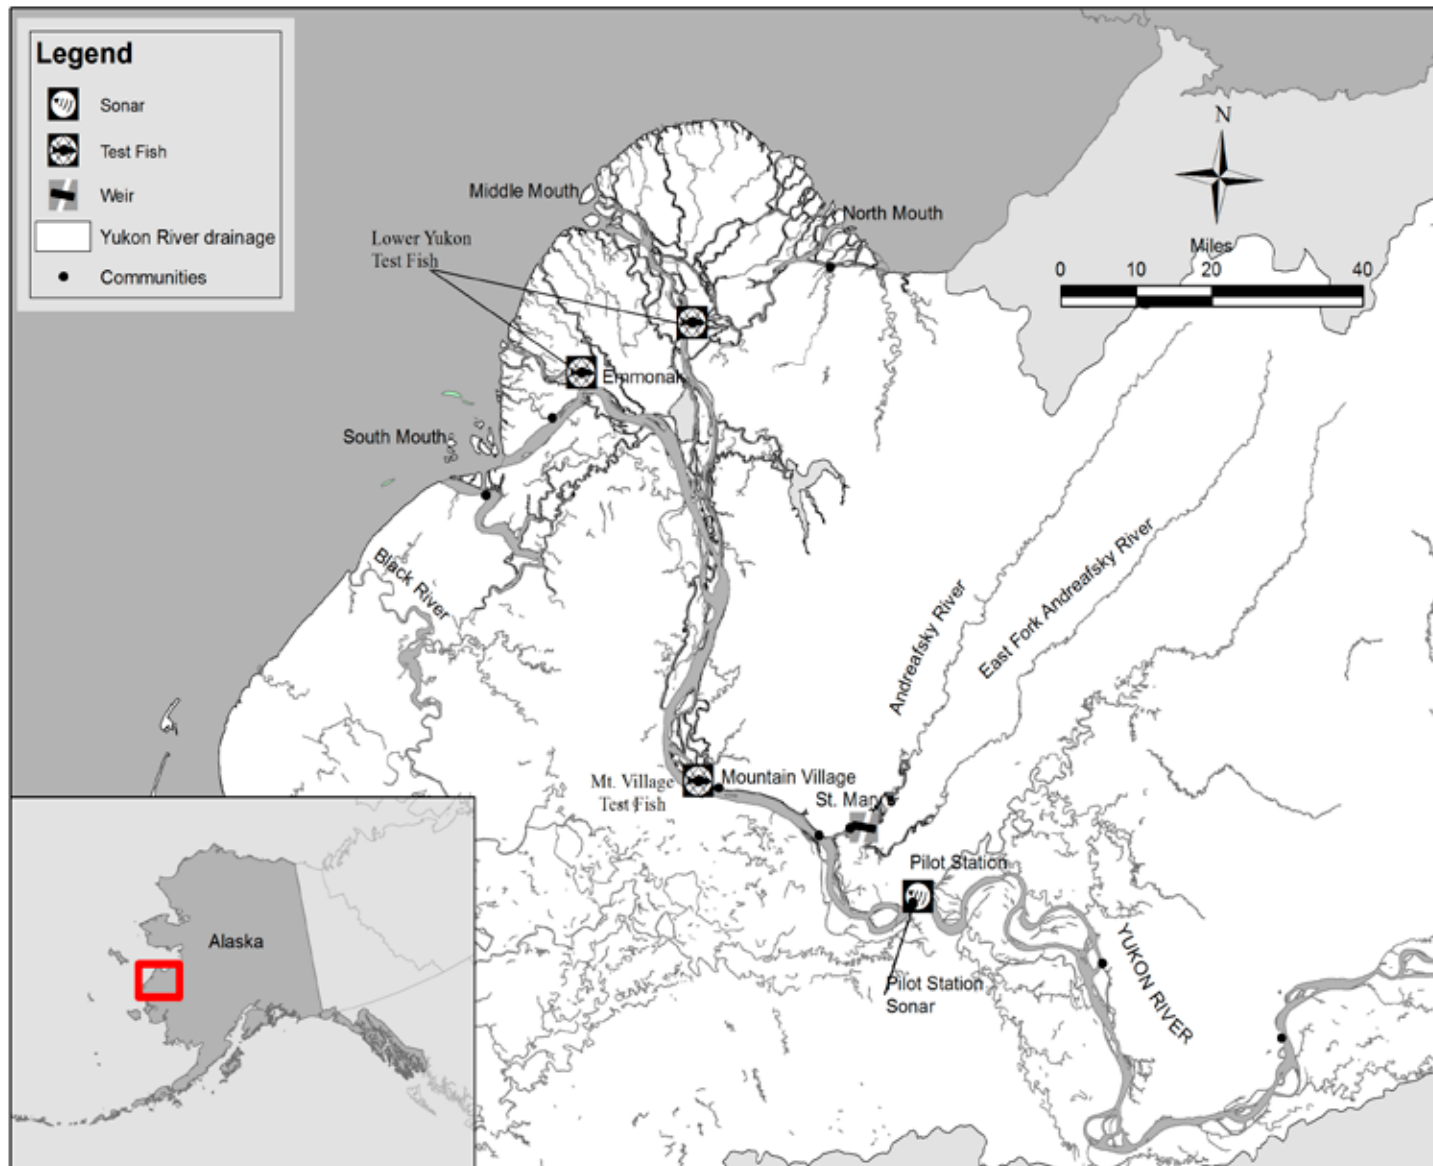 Legend
Sonar
Test Fish
Weir
Yukon River drainage
Communities
N
Miles
0 10 20 40
Middle Mouth
North Mouth
Lower Yukon
Test Fish
Emmonak
South Mouth
Black River
Andreafsky River
East Fork Andreafsky River
Mt. Village
Test Fish
Mountain Village
St. Marys
Pilot Station
Pilot Station
Sonar
YUKON RIVER
Alaska